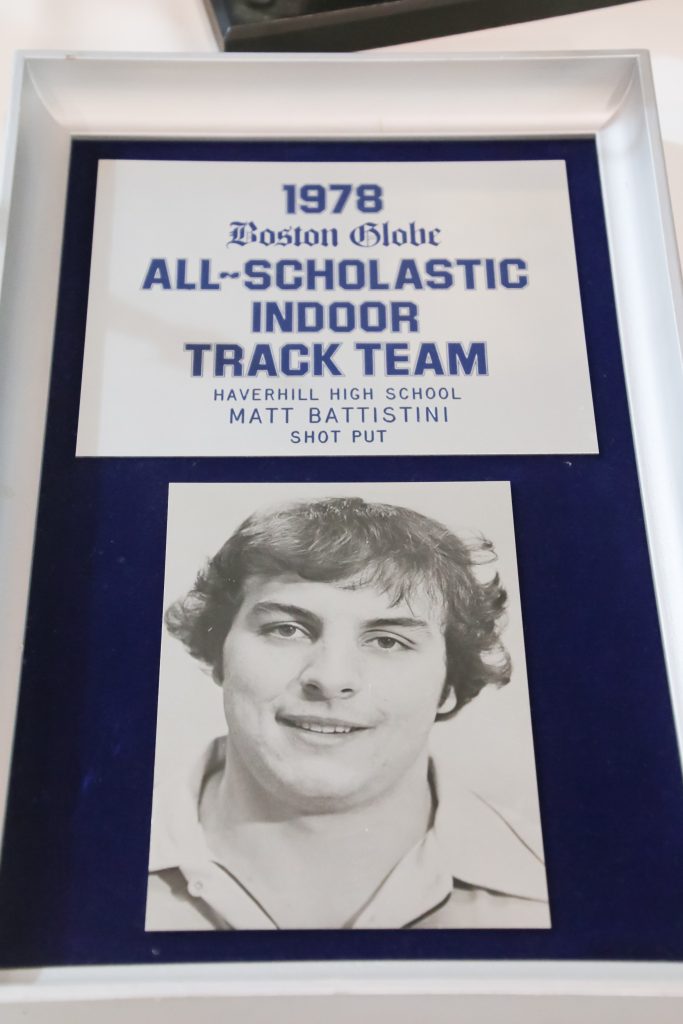 1978
Boston Globe
ALL~SCHOLASTIC
INDOOR
TRACK TEAM
HAVERHILL HIGH SCHOOL
MATT BATTISTINI
SHOT PUT